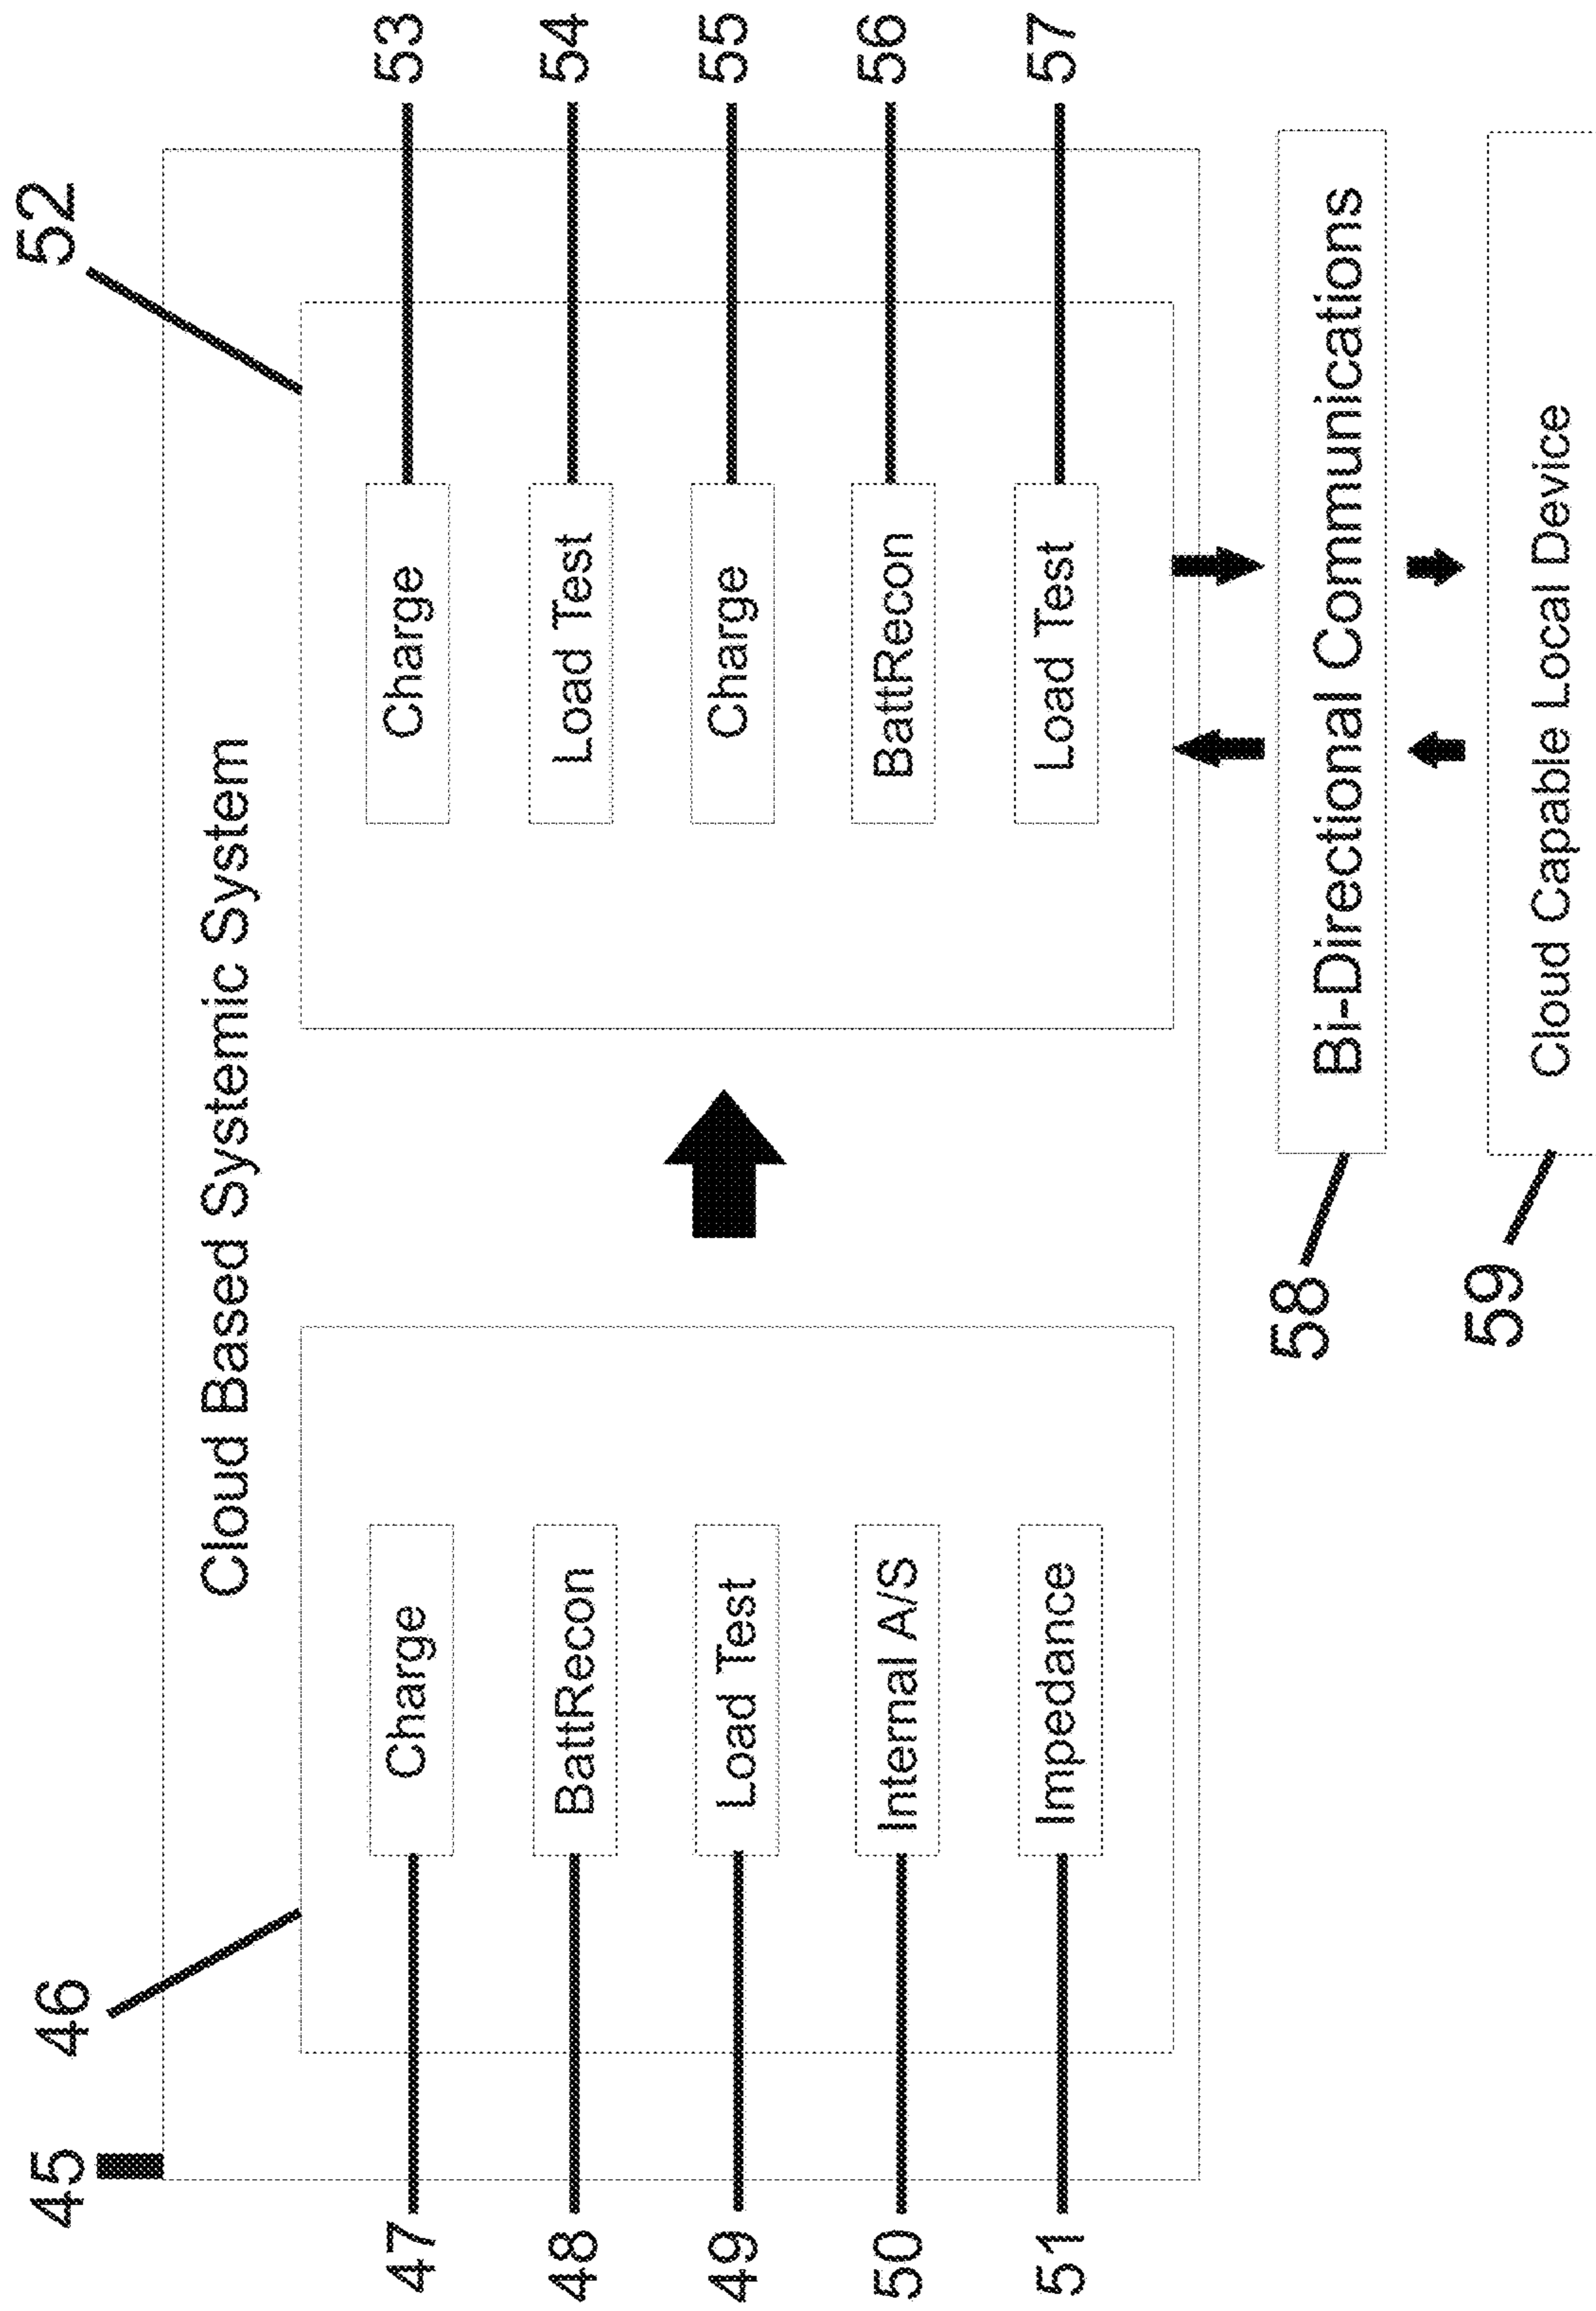 45
46
52
Cloud Based Systemic System
47
Charge
48
BattRecon
49
Load Test
50
Internal A/S
51
Impedance
Charge
53
Load Test
54
Charge
55
BattRecon
56
Load Test
57
58
Bi-Directional Communications
59
Cloud Capable Local Device